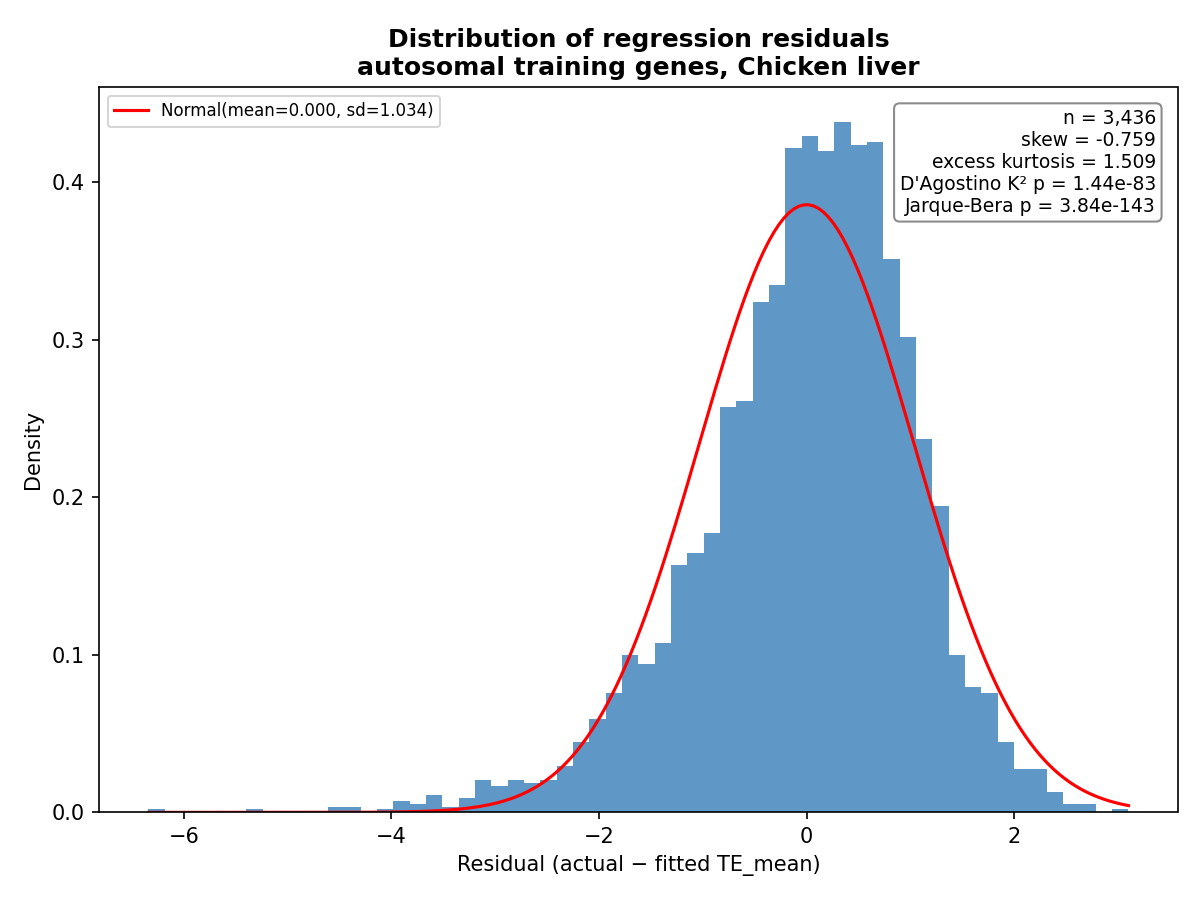 Distribution of regression residuals
autosomal training genes, Chicken liver
Normal(mean=0.000, sd=1.034)
n = 3,436
skew = -0.759
excess kurtosis = 1.509
D'Agostino K² p = 1.44e-83
Jarque-Bera p = 3.84e-143
Density
0.4
0.3
0.2
0.1
0.0
−6
−4
−2
0
2
Residual (actual − fitted TE_mean)